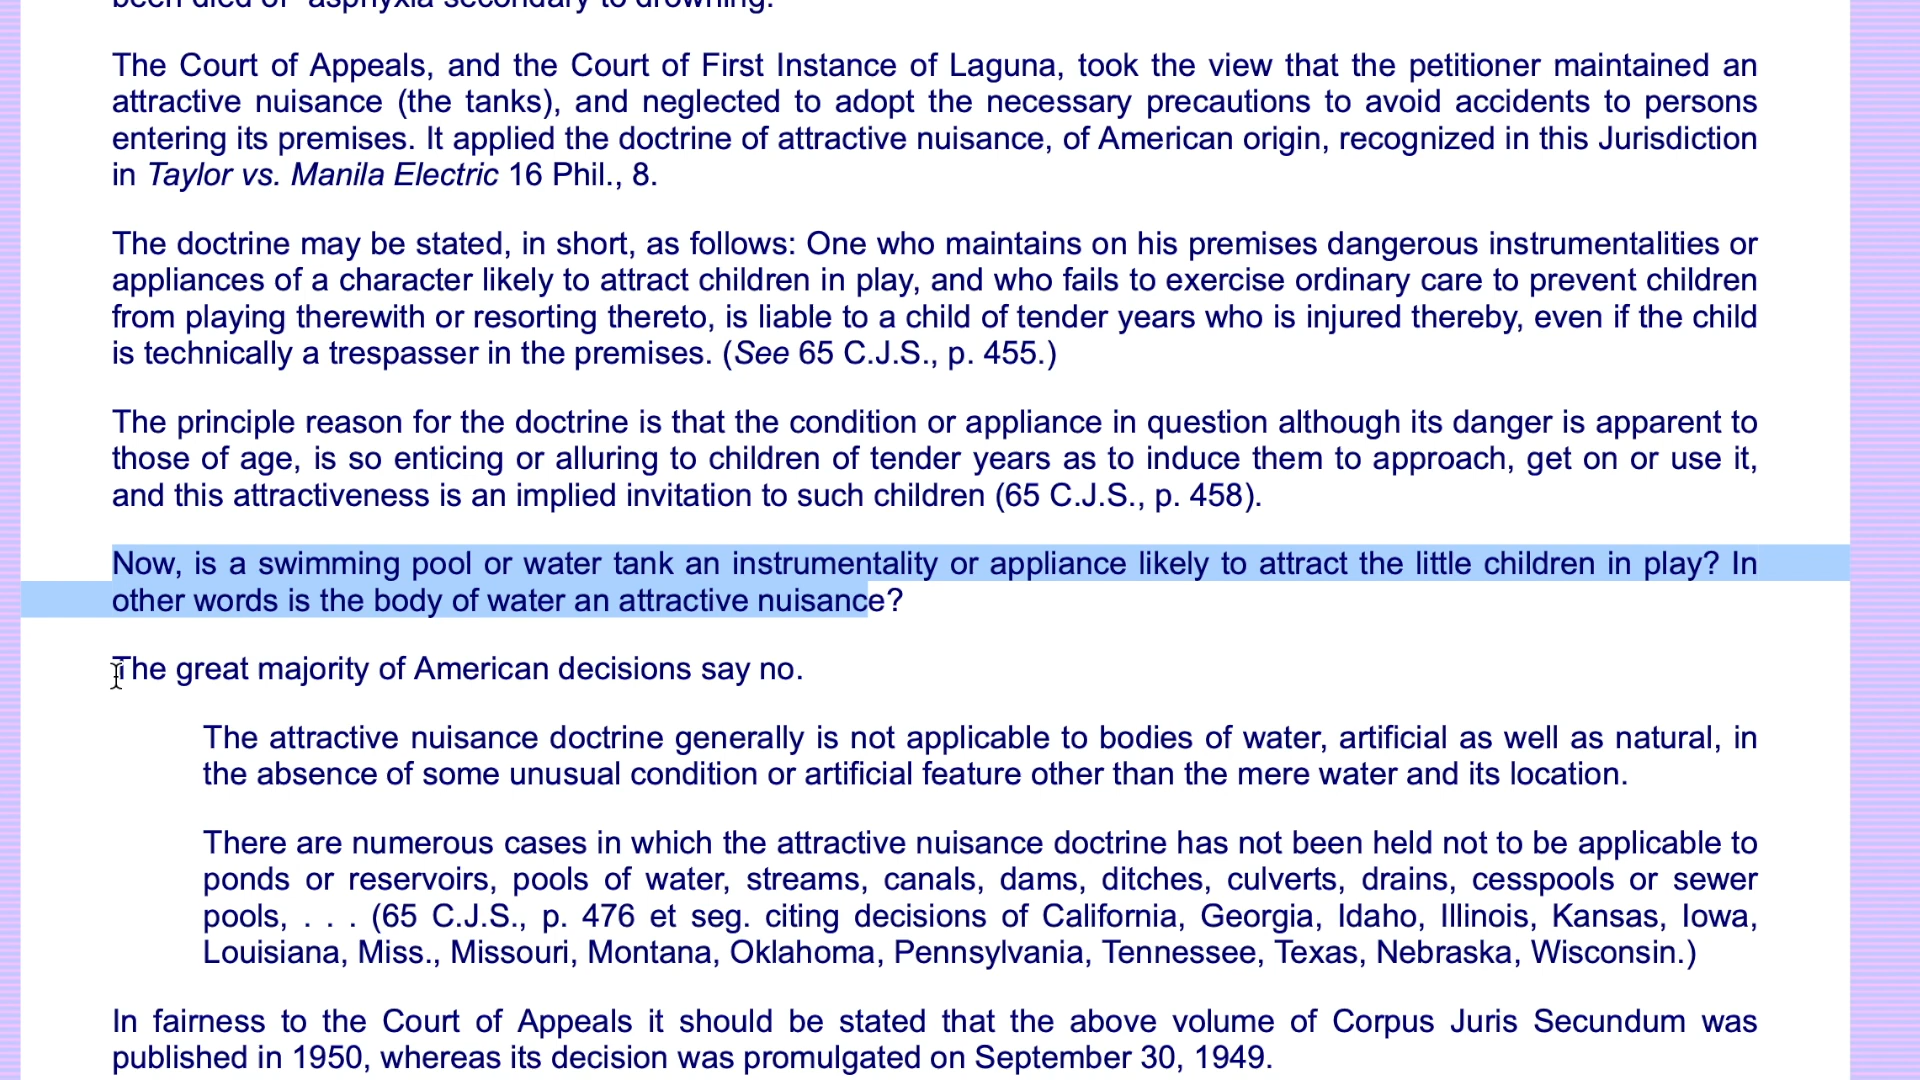 been died of "asphyxia secondary to drowning."
The Court of Appeals, and the Court of First Instance of Laguna, took the view that the petitioner maintained an
attractive nuisance (the tanks), and neglected to adopt the necessary precautions to avoid accidents to persons
entering its premises. It applied the doctrine of attractive nuisance, of American origin, recognized in this Jurisdiction
in Taylor vs. Manila Electric 16 Phil., 8.
The doctrine may be stated, in short, as follows: One who maintains on his premises dangerous instrumentalities or
appliances of a character likely to attract children in play, and who fails to exercise ordinary care to prevent children
from playing therewith or resorting thereto, is liable to a child of tender years who is injured thereby, even if the child
is technically a trespasser in the premises. (See 65 C.J.S., p. 455.)
The principle reason for the doctrine is that the condition or appliance in question although its danger is apparent to
those of age, is so enticing or alluring to children of tender years as to induce them to approach, get on or use it,
and this attractiveness is an implied invitation to such children (65 C.J.S., p. 458).
Now, is a swimming pool or water tank an instrumentality or appliance likely to attract the little children in play? In
other words is the body of water an attractive nuisance?
The great majority of American decisions say no.
The attractive nuisance doctrine generally is not applicable to bodies of water, artificial as well as natural, in
the absence of some unusual condition or artificial feature other than the mere water and its location.
There are numerous cases in which the attractive nuisance doctrine has not been held not to be applicable to
ponds or reservoirs, pools of water, streams, canals, dams, ditches, culverts, drains, cesspools or sewer
pools, . . . (65 C.J.S., p. 476 et seg. citing decisions of California, Georgia, Idaho, Illinois, Kansas, Iowa,
Louisiana, Miss., Missouri, Montana, Oklahoma, Pennsylvania, Tennessee, Texas, Nebraska, Wisconsin.)
In fairness to the Court of Appeals it should be stated that the above volume of Corpus Juris Secundum was
published in 1950, whereas its decision was promulgated on September 30, 1949.